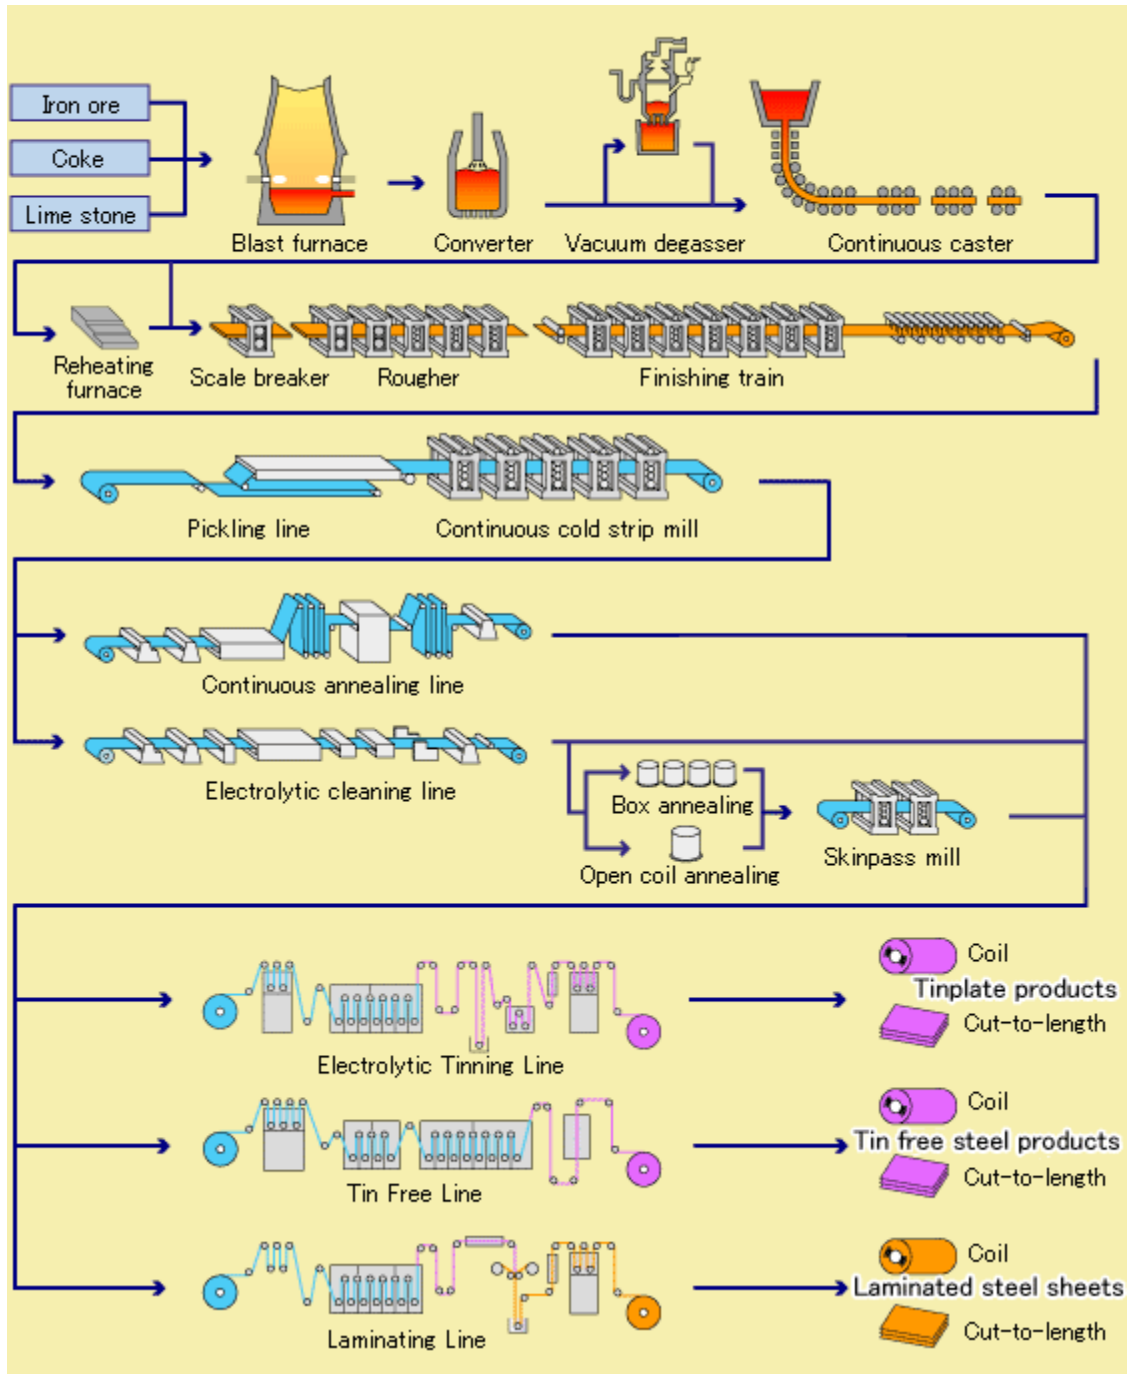 Iron ore
Coke
Lime stone
Blast furnace
Converter
Vacuum degasser
Continuous caster
Reheating
furnace
Scale breaker
Rougher
Finishing train
Pickling line
Continuous cold strip mill
Continuous annealing line
Electrolytic cleaning line
Box annealing
Open coil annealing
Skinpass mill
Electrolytic Tinning Line
Coil
Tinplate products
Cut-to-length
Tin Free Line
Coil
Tin free steel products
Cut-to-length
Laminating Line
Coil
Laminated steel sheets
Cut-to-length